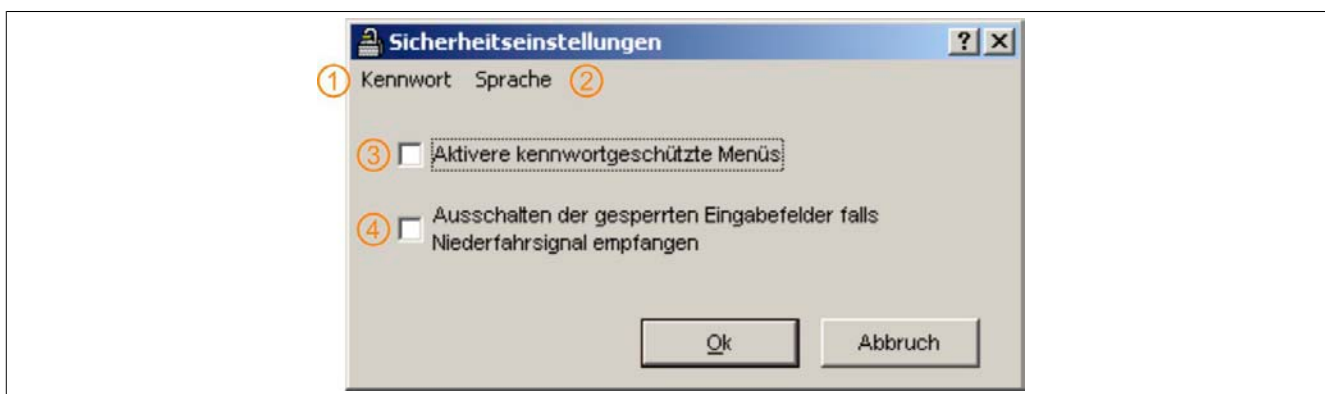 Sicherheitseinstellungen ? X
1 Kennwort Sprache 2
3 Aktivere kennwortgeschützte Menüs
4 Ausschalten der gesperrten Eingabefelder falls
Niederfahrsignal empfangen
Ok Abbruch